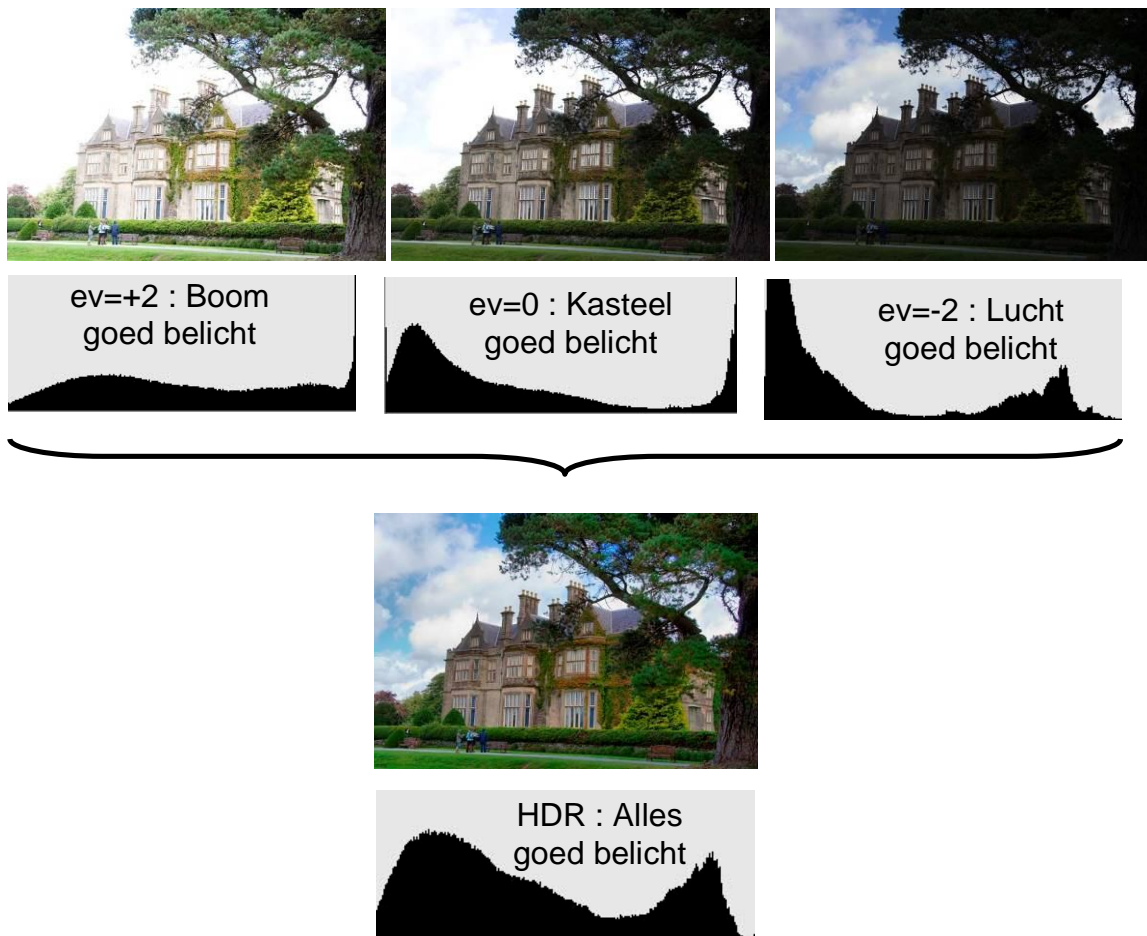 ev=+2 : Boom
goed belicht
ev=0 : Kasteel
goed belicht
ev=-2 : Lucht
goed belicht
HDR : Alles
goed belicht